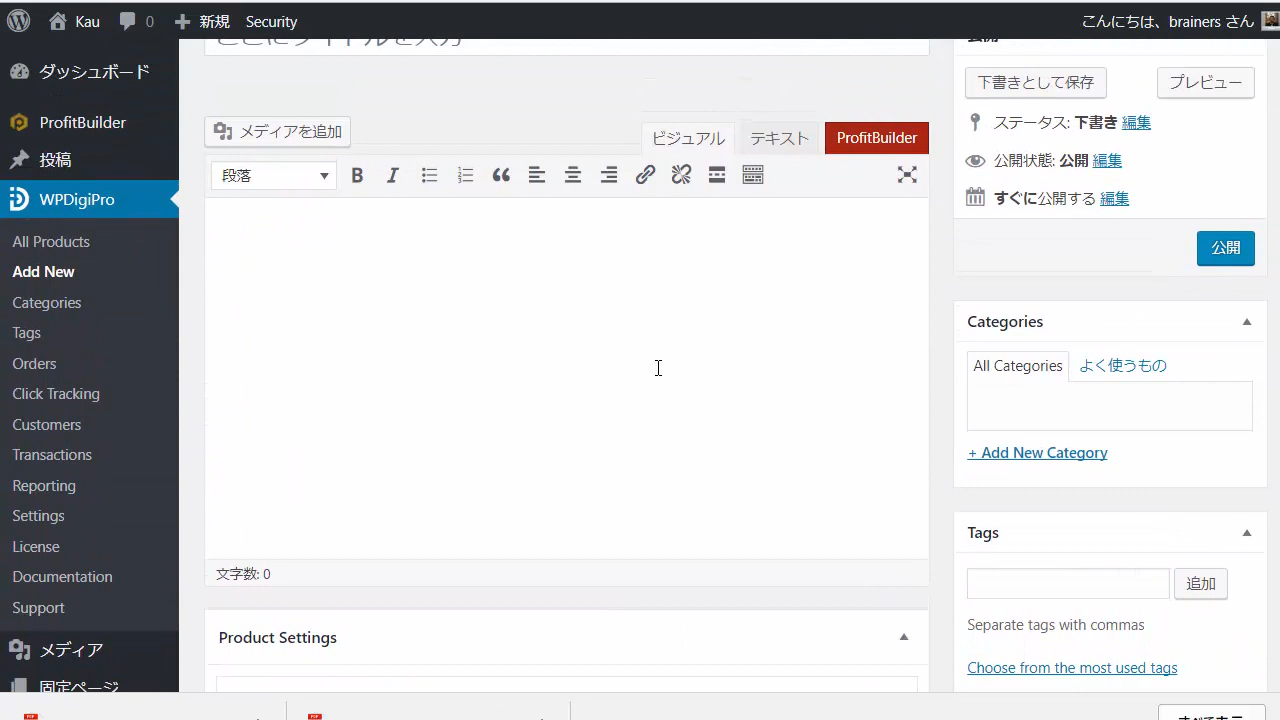 Kau
0
新規
Security
こんにちは、brainers さん
ダッシュボード
ProfitBuilder
投稿
WPDigiPro
All Products
Add New
Categories
Tags
Orders
Click Tracking
Customers
Transactions
Reporting
Settings
License
Documentation
Support
メディア
固定ページ
ここにタイトルを入力
メディアを追加
ビジュアル
テキスト
ProfitBuilder
段落
B I
文字数: 0
Product Settings
公開
下書きとして保存
プレビュー
ステータス: 下書き 編集
公開状態: 公開 編集
すぐに公開する 編集
公開
Categories
All Categories
よく使うもの
+ Add New Category
Tags
追加
Separate tags with commas
Choose from the most used tags
すべて表示